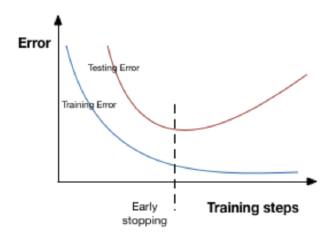 Error
Testing Error
Training Error
Early
stopping
Training steps